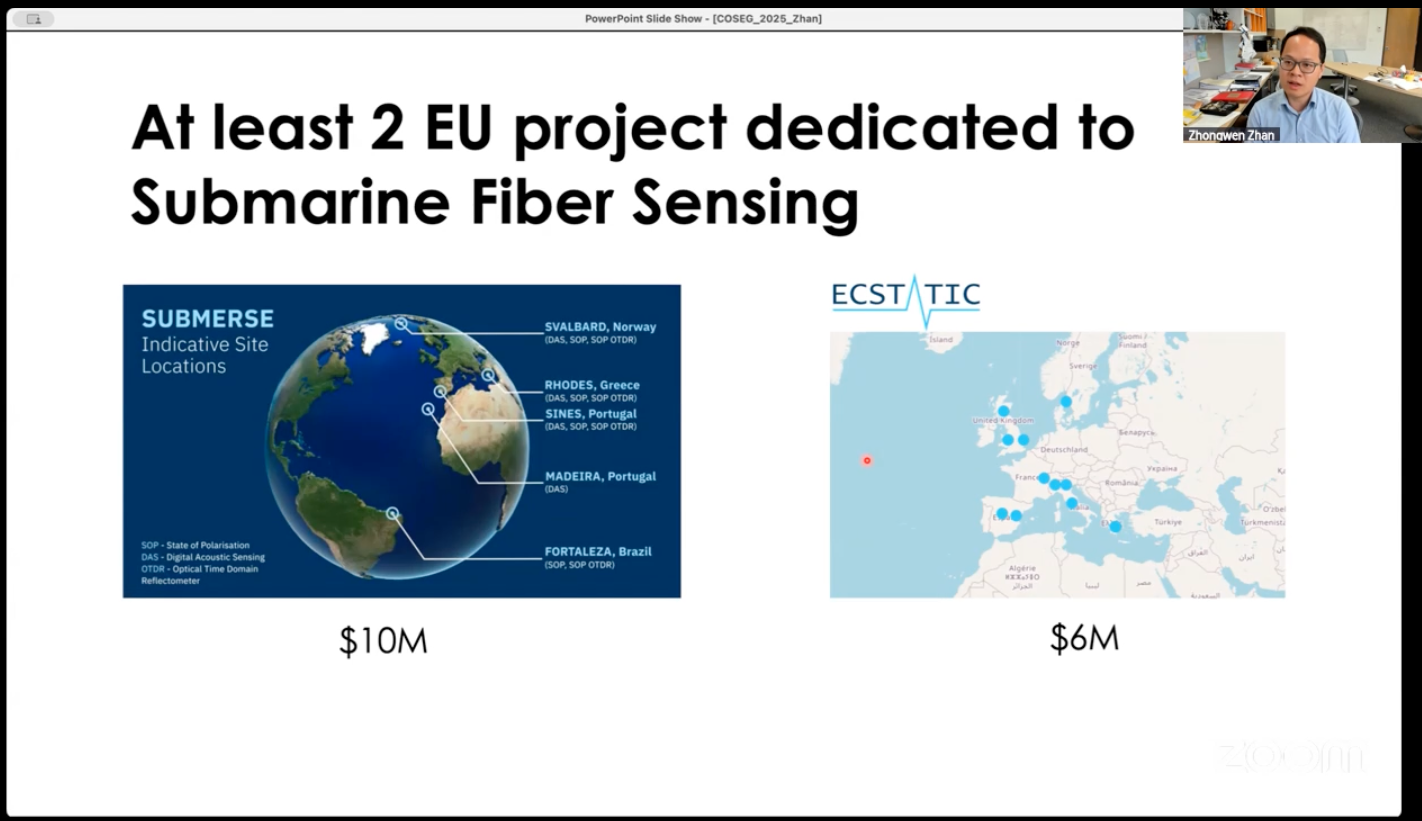 PowerPoint Slide Show - [COSEG_2025_Zhan]
Zhongwen Zhan
At least 2 EU project dedicated to
Submarine Fiber Sensing
SUBMERSE
Indicative Site
Locations
SVALBARD, Norway
(DAS, SOP, SOP OTDR)
RHODES, Greece
(DAS, SOP, SOP OTDR)
SINES, Portugal
(DAS, SOP, SOP OTDR)
MADEIRA, Portugal
(DAS)
FORTALEZA, Brazil
(SOP, SOP OTDR)
SOP - State of Polarisation
DAS - Digital Acoustic Sensing
OTDR - Optical Time Domain
Reflectometer
$10M
ECSTATIC
Ísland
Norge
Suomi /
Finland
Sverige
United Kingdom
Беларусь
Deutschland
Україна
France
România
Türkiye
Algérie
ⵍⵣⵣⴰⵢⴻⵔ
الجزائر
ليبيا
مصر
السعودية
العراق
ایران
$6M
zoom